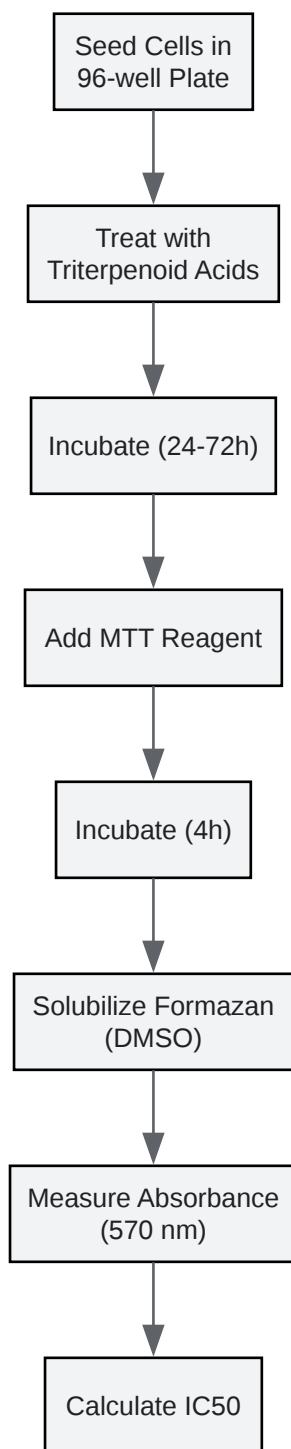 Seed Cells in
96-well Plate
Treat with
Triterpenoid Acids
Incubate (24-72h)
Add MTT Reagent
Incubate (4h)
Solubilize Formazan
(DMSO)
Measure Absorbance
(570 nm)
Calculate IC50